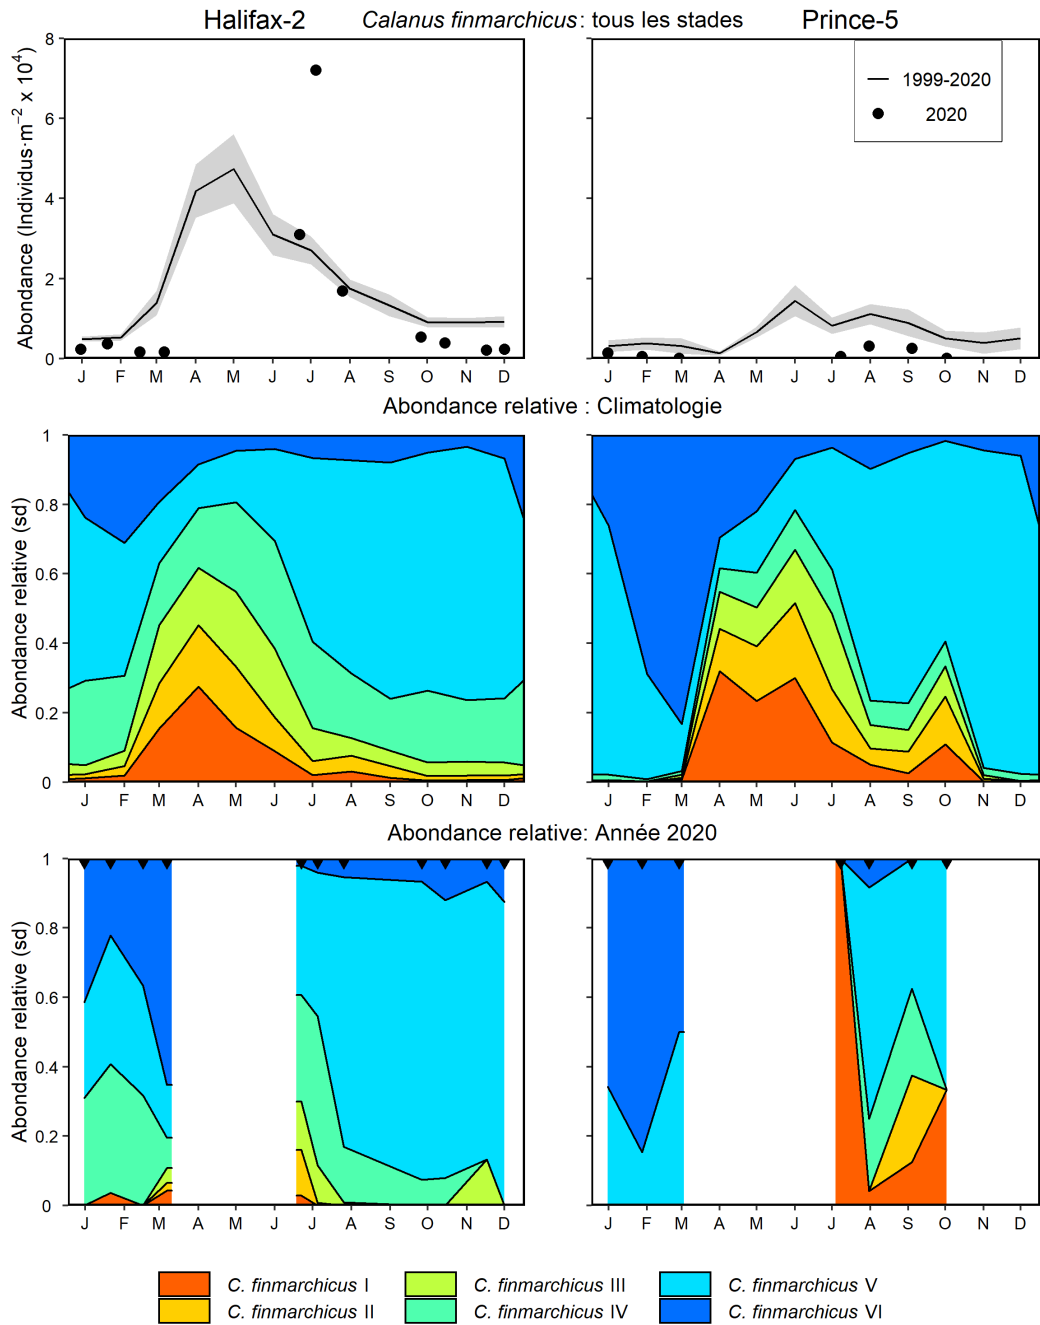 Halifax-2 Calanus finmarchicus: tous les stades Prince-5
Abondance (Individus·m⁻² x 10⁴)
8
6
4
2
0
1999-2020
2020
J F M A M J J A S O N D
J F M A M J J A S O N D
Abondance relative : Climatologie
Abondance relative (sd)
1
0.8
0.6
0.4
0.2
0
J F M A M J J A S O N D
J F M A M J J A S O N D
Abondance relative: Année 2020
Abondance relative (sd)
1
0.8
0.6
0.4
0.2
0
J F M A M J J A S O N D
J F M A M J J A S O N D
C. finmarchicus I C. finmarchicus III C. finmarchicus V
C. finmarchicus II C. finmarchicus IV C. finmarchicus VI